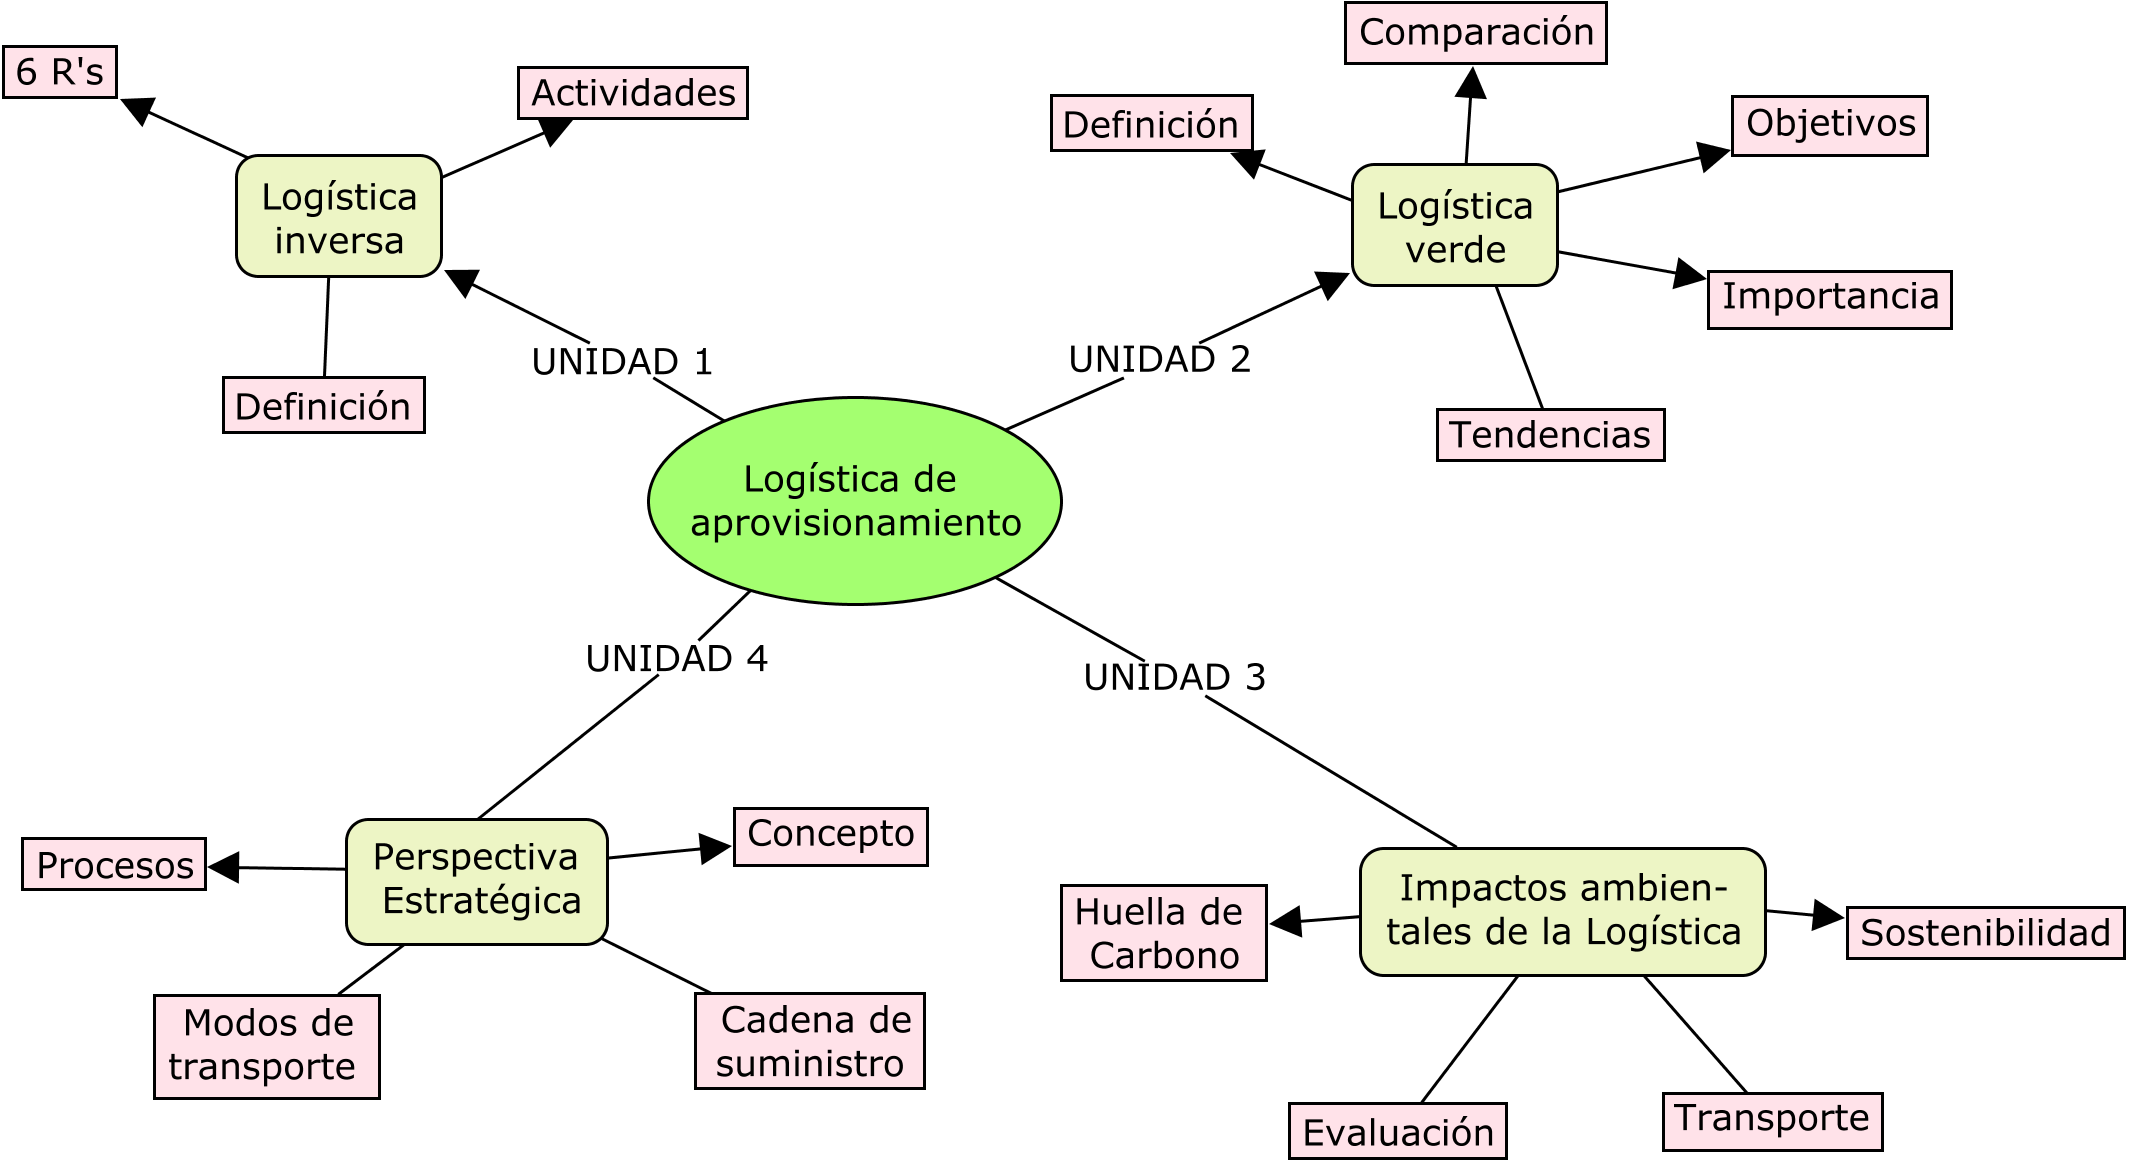 6 R's
Actividades
Logística
inversa
Definición
UNIDAD 1
Comparación
Definición
Objetivos
Logística
verde
Importancia
Tendencias
UNIDAD 2
Logística de
aprovisionamiento
UNIDAD 4
UNIDAD 3
Procesos
Perspectiva
Estratégica
Concepto
Modos de
transporte
Cadena de
suministro
Huella de
Carbono
Impactos ambien-
tales de la Logística
Sostenibilidad
Evaluación
Transporte